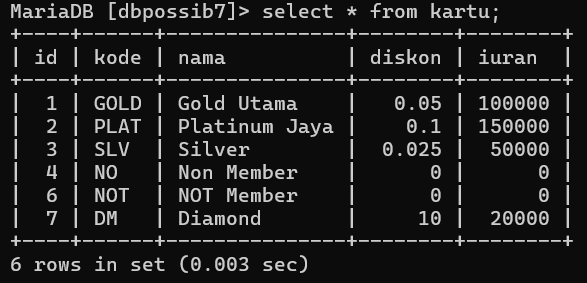 MariaDB [dbpossib7]> select * from kartu;
+----+------+---------------+--------+--------+
| id | kode | nama          | diskon | iuran  |
+----+------+---------------+--------+--------+
|  1 | GOLD | Gold Utama    |   0.05 | 100000 |
|  2 | PLAT | Platinum Jaya |    0.1 | 150000 |
|  3 | SLV  | Silver        |  0.025 |  50000 |
|  4 | NO   | Non Member    |      0 |      0 |
|  6 | NOT  | NOT Member    |      0 |      0 |
|  7 | DM   | Diamond       |     10 |  20000 |
+----+------+---------------+--------+--------+
6 rows in set (0.003 sec)